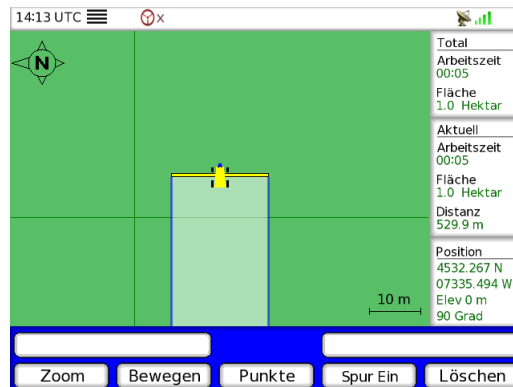 14:13 UTC
x
N
10 m
Total
Arbeitszeit
00:05
Fläche
1.0 Hektar
Aktuell
Arbeitszeit
00:05
Fläche
1.0 Hektar
Distanz
529.9 m
Position
4532.267 N
07335.494 W
Elev 0 m
90 Grad
Zoom
Bewegen
Punkte
Spur Ein
Löschen